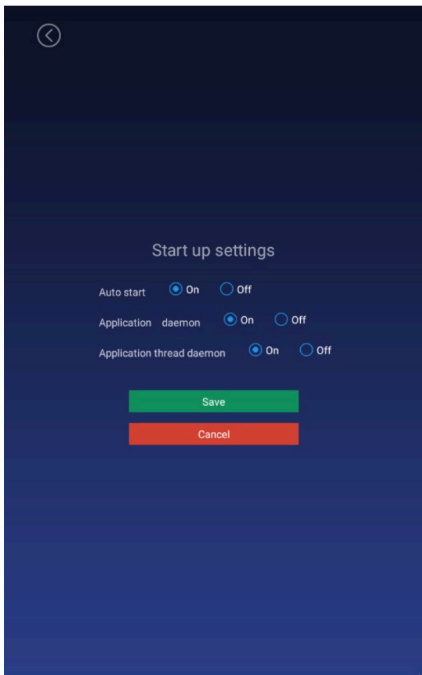 Start up settings
Auto start On Off
Application daemon On Off
Application thread daemon On Off
Save
Cancel